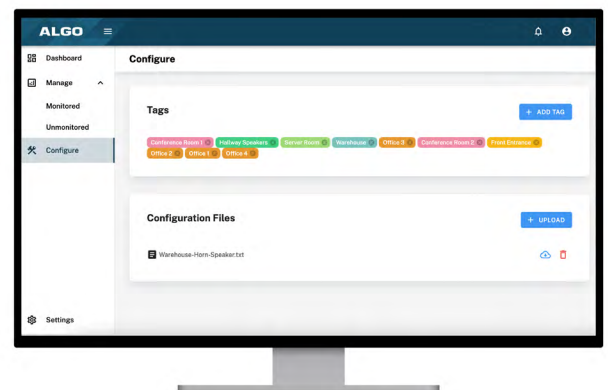 ALGO
Dashboard
Manage
Monitored
Unmonitored
Configure
Settings
Configure
Tags
+ ADD TAG
Conference Room 1
Hallway Speakers
Server Room
Warehouse
Office 3
Conference Room 2
Front Entrance
Office 2
Office 1
Office 4
Configuration Files
+ UPLOAD
Warehouse-Horn-Speaker.txt